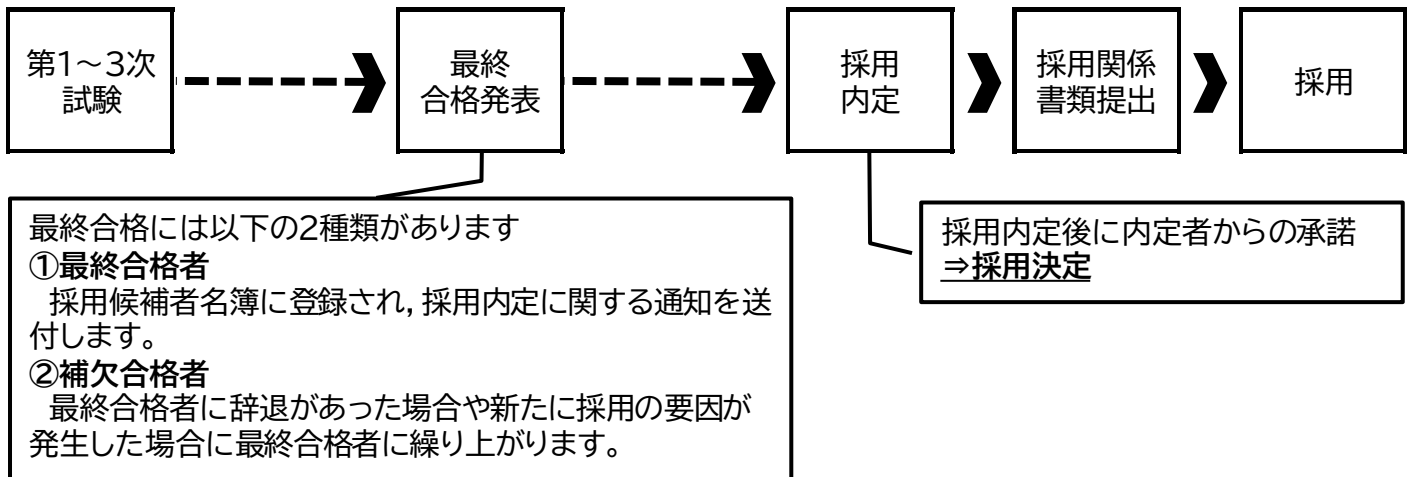 第1～3次
試験
最終
合格発表
採用
内定
採用関係
書類提出
採用
最終合格には以下の2種類があります
①最終合格者
採用候補者名簿に登録され，採用内定に関する通知を送
付します。
②補欠合格者
最終合格者に辞退があった場合や新たに採用の要因が
発生した場合に最終合格者に繰り上がります。
採用内定後に内定者からの承諾
⇒採用決定